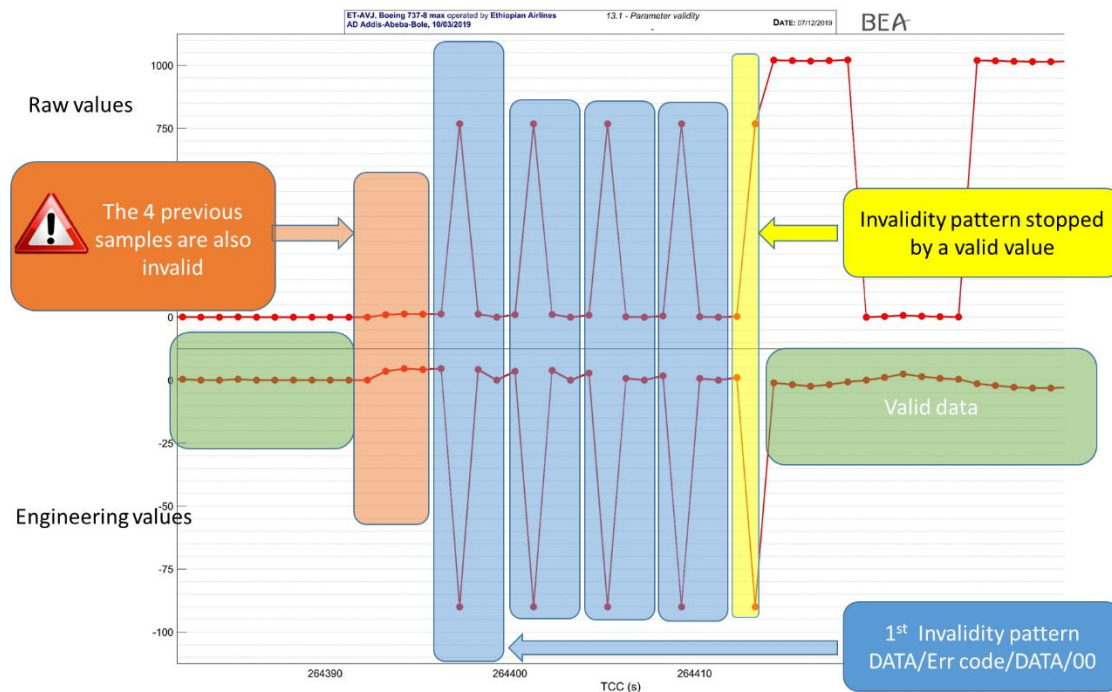 ET-AVJ, Boeing 737-8 max operated by Ethiopian Airlines
AD Addis-Abeba-Bole, 10/03/2019
13.1 - Parameter validity
-
DATE: 07/12/2019
BEA
Raw values
1000
750
The 4 previous
samples are also
invalid
Invalidity pattern stopped
by a valid value
0
0
Valid data
-25
Engineering values
-50
-75
-100
1st Invalidity pattern
DATA/Err code/DATA/00
264390
264400
264410
TCC (s)